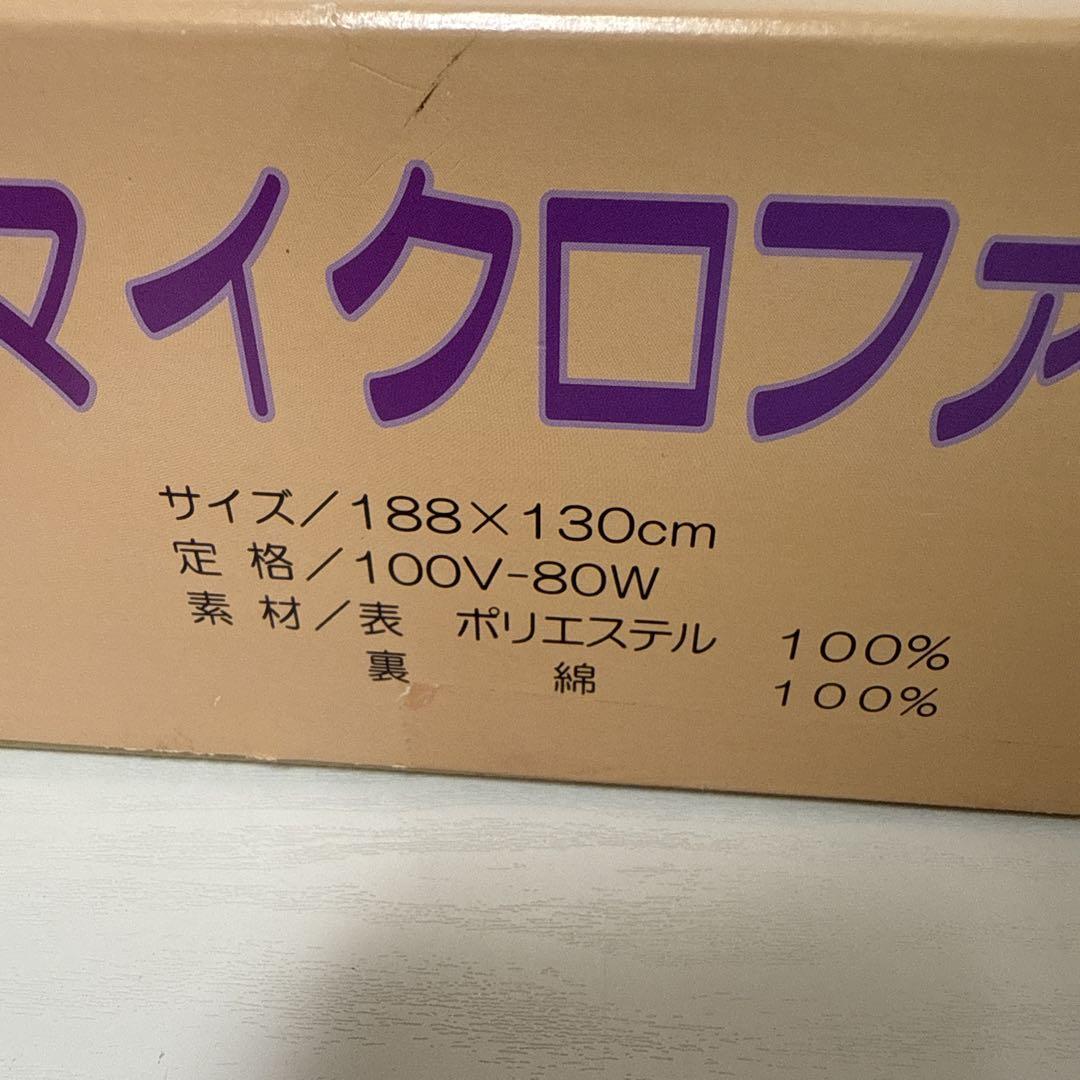 マイクロファ
サイズ／188×130cm
定 格／100V-80W
素 材／表 ポリエステル 100%
裏 綿 100%